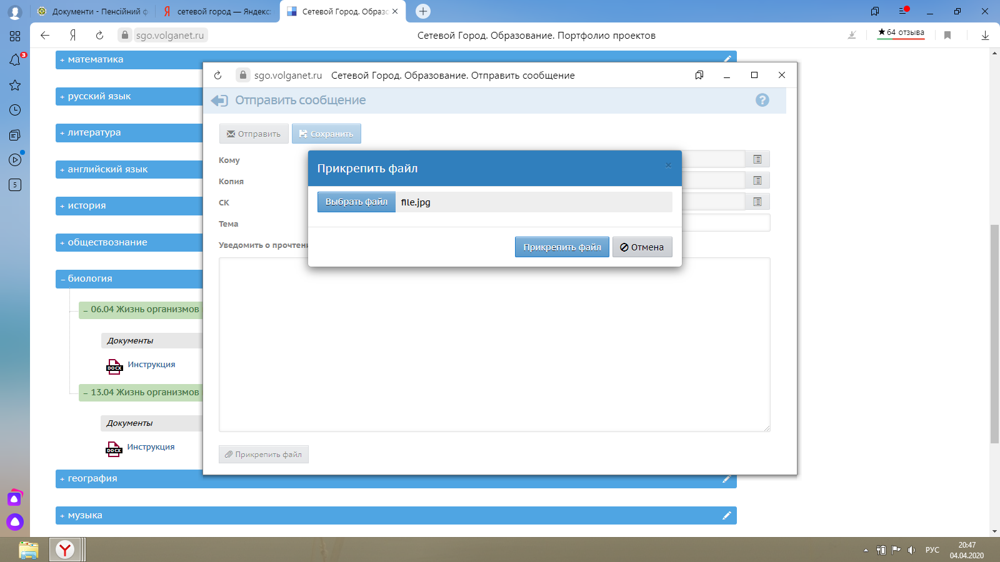 Документи - Пенсійний ф
сетевой город — Яндекс:
Сетевой Город. Образс
sgo.volganet.ru
Сетевой Город. Образование. Портфолио проектов
★64 отзыва
3
5
+ математика
+ русский язык
+ литература
+ английский язык
+ история
+ обществознание
– биология
– 06.04 Жизнь организмов
Документы
DOCX Инструкция
– 13.04 Жизнь организмов
Документы
DOCX Инструкция
+ география
+ музыка
sgo.volganet.ru Сетевой Город. Образование. Отправить сообщение
Отправить сообщение
?
Отправить
Сохранить
Кому
Копия
СК
Тема
Уведомить о прочтен
Прикрепить файл
×
Выбрать файл file.jpg
Прикрепить файл
Отмена
Прикрепить файл
РУС
20:47
04.04.2020